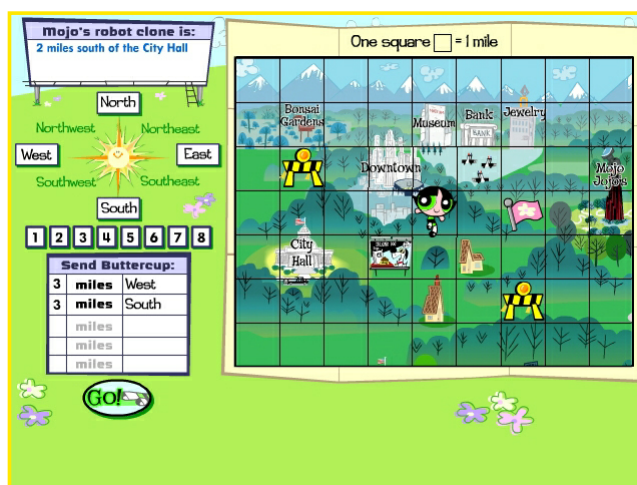 Mojo's robot clone is:
2 miles south of the City Hall
One square = 1 mile
North
Northwest
Northeast
West
East
Southwest
Southeast
South
1 2 3 4 5 6 7 8
Send Buttercup:
3 miles West
3 miles South
miles
miles
miles
Go!
Bonsai
Gardens
Museum
Bank
BANK
Jewelry
Downtown
Mojo
Jojo's
City
Hall